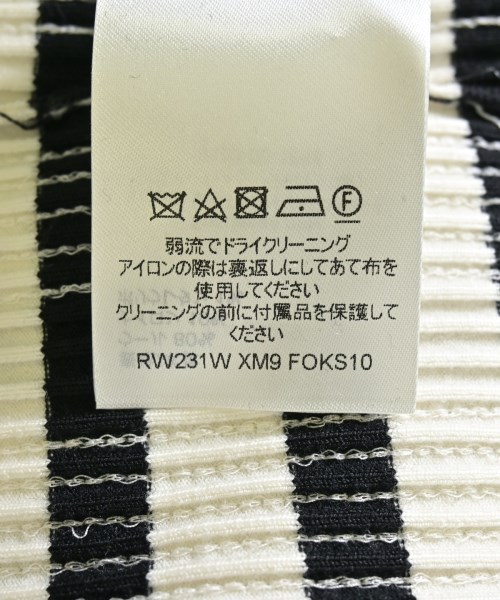 F
弱流でドライクリーニング
アイロンの際は裏返しにしてあて布を
使用してください
クリーニングの前に付属品を保護して
ください
RW231W XM9 FOKS10